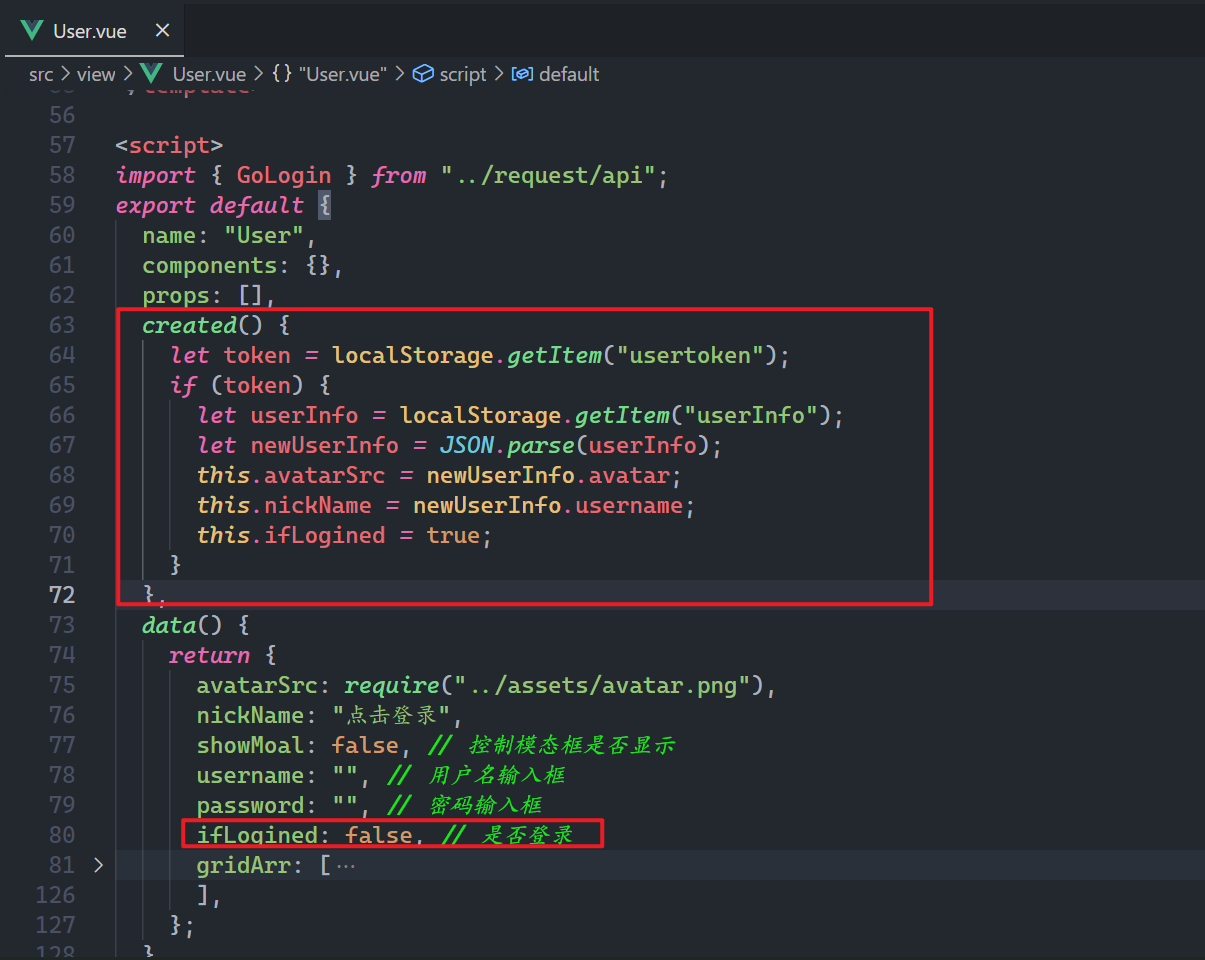 User.vue ×
src > view > User.vue > {} "User.vue" > script > default
56
57 <script>
58 import { GoLogin } from "../request/api";
59 export default {
60 name: "User",
61 components: {},
62 props: [],
63 created() {
64 let token = localStorage.getItem("usertoken");
65 if (token) {
66 let userInfo = localStorage.getItem("userInfo");
67 let newUserInfo = JSON.parse(userInfo);
68 this.avatarSrc = newUserInfo.avatar;
69 this.nickName = newUserInfo.username;
70 this.ifLogined = true;
71 }
72 },
73 data() {
74 return {
75 avatarSrc: require("../assets/avatar.png"),
76 nickName: "点击登录",
77 showMoal: false, // 控制模态框是否显示
78 username: "", // 用户名输入框
79 password: "", // 密码输入框
80 ifLogined: false, // 是否登录
81 > gridArr: [···
126 ],
127 };
128 }